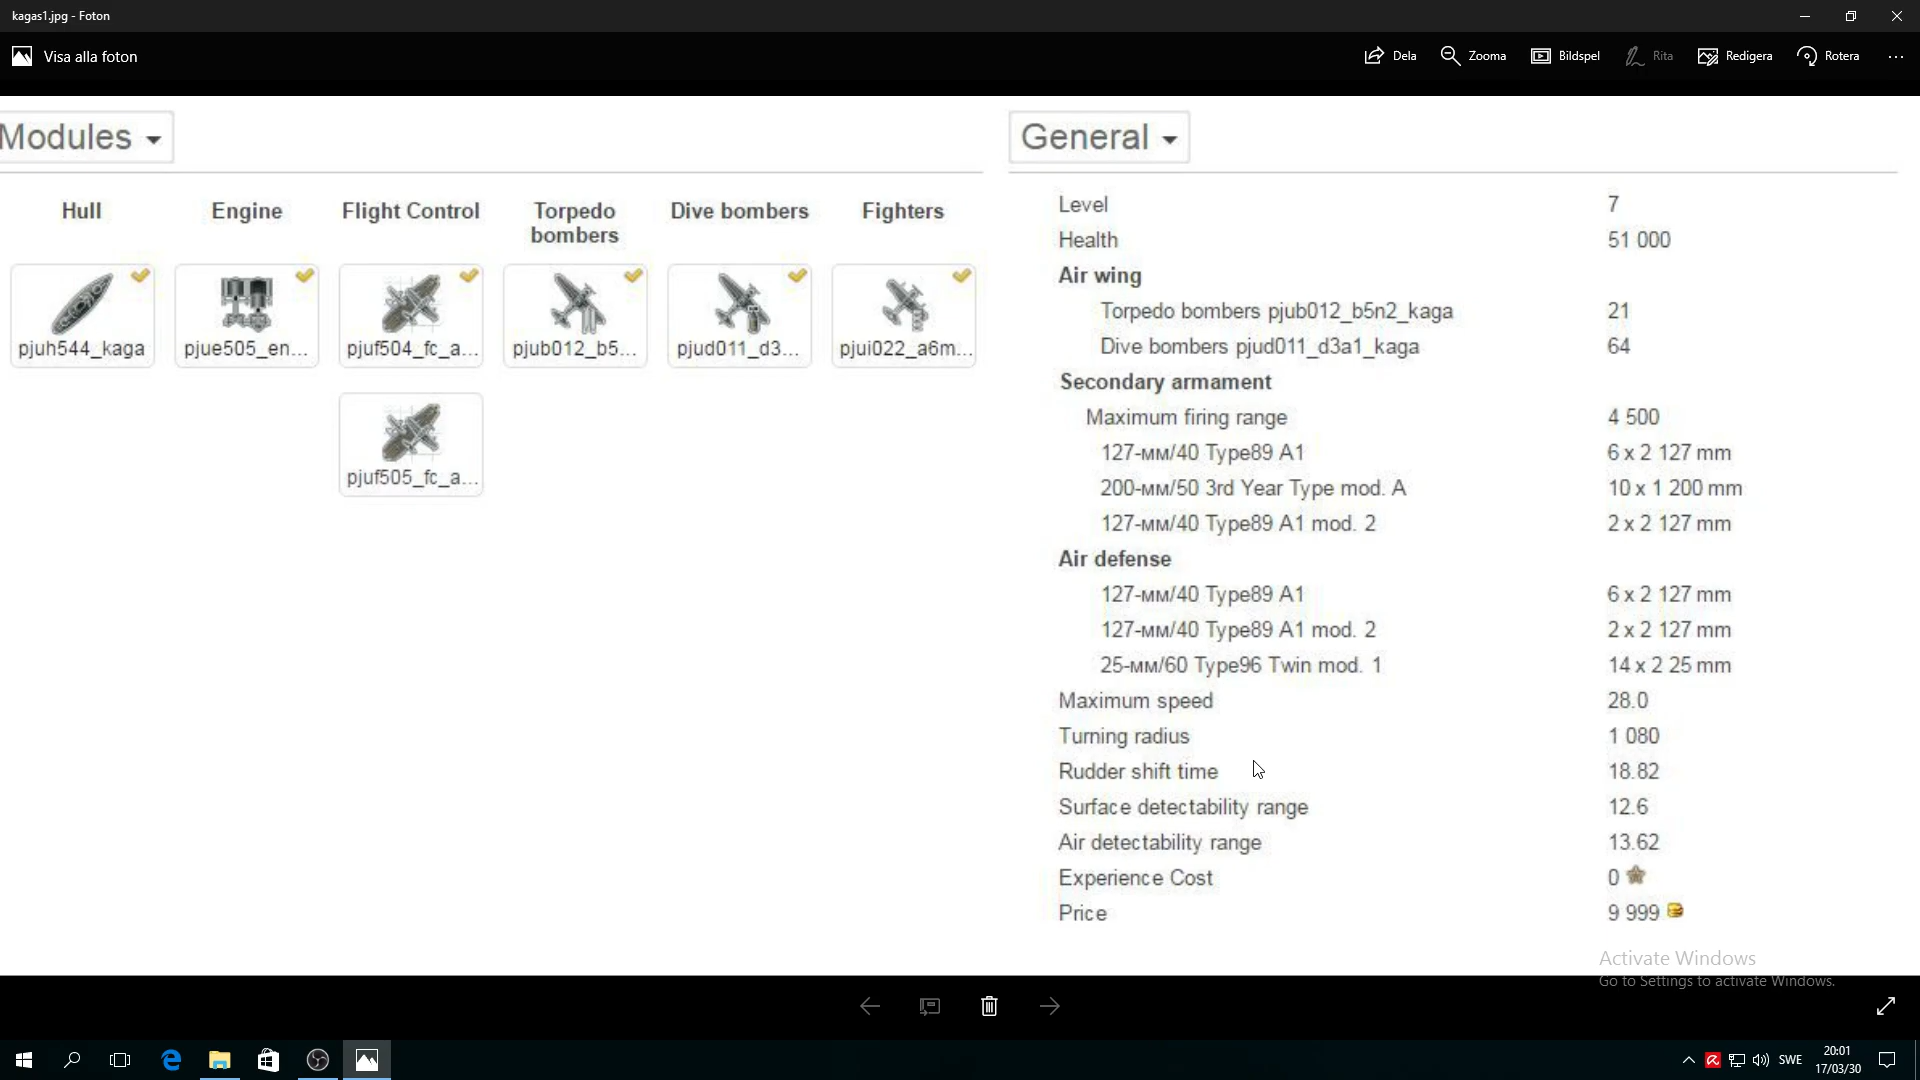 kagas1.jpg - Foton
Visa alla foton
Dela
Zooma
Bildspel
Rita
Redigera
Rotera
Modules
Hull
Engine
Flight Control
Torpedo
bombers
Dive bombers
Fighters
pjuh544_kaga
pjue505_en...
pjuf504_fc_a...
pjub012_b5...
pjud011_d3...
pjui022_a6m...
pjuf505_fc_a...
General
Level 7
Health 51 000
Air wing
Torpedo bombers pjub012_b5n2_kaga 21
Dive bombers pjud011_d3a1_kaga 64
Secondary armament
Maximum firing range 4 500
127-мм/40 Type89 A1 6 x 2 127 mm
200-мм/50 3rd Year Type mod. A 10 x 1 200 mm
127-мм/40 Type89 A1 mod. 2 2 x 2 127 mm
Air defense
127-мм/40 Type89 A1 6 x 2 127 mm
127-мм/40 Type89 A1 mod. 2 2 x 2 127 mm
25-мм/60 Type96 Twin mod. 1 14 x 2 25 mm
Maximum speed 28.0
Turning radius 1 080
Rudder shift time 18.82
Surface detectability range 12.6
Air detectability range 13.62
Experience Cost 0
Price 9 999
Activate Windows
Go to Settings to activate Windows.
SWE
20:01
17/03/30